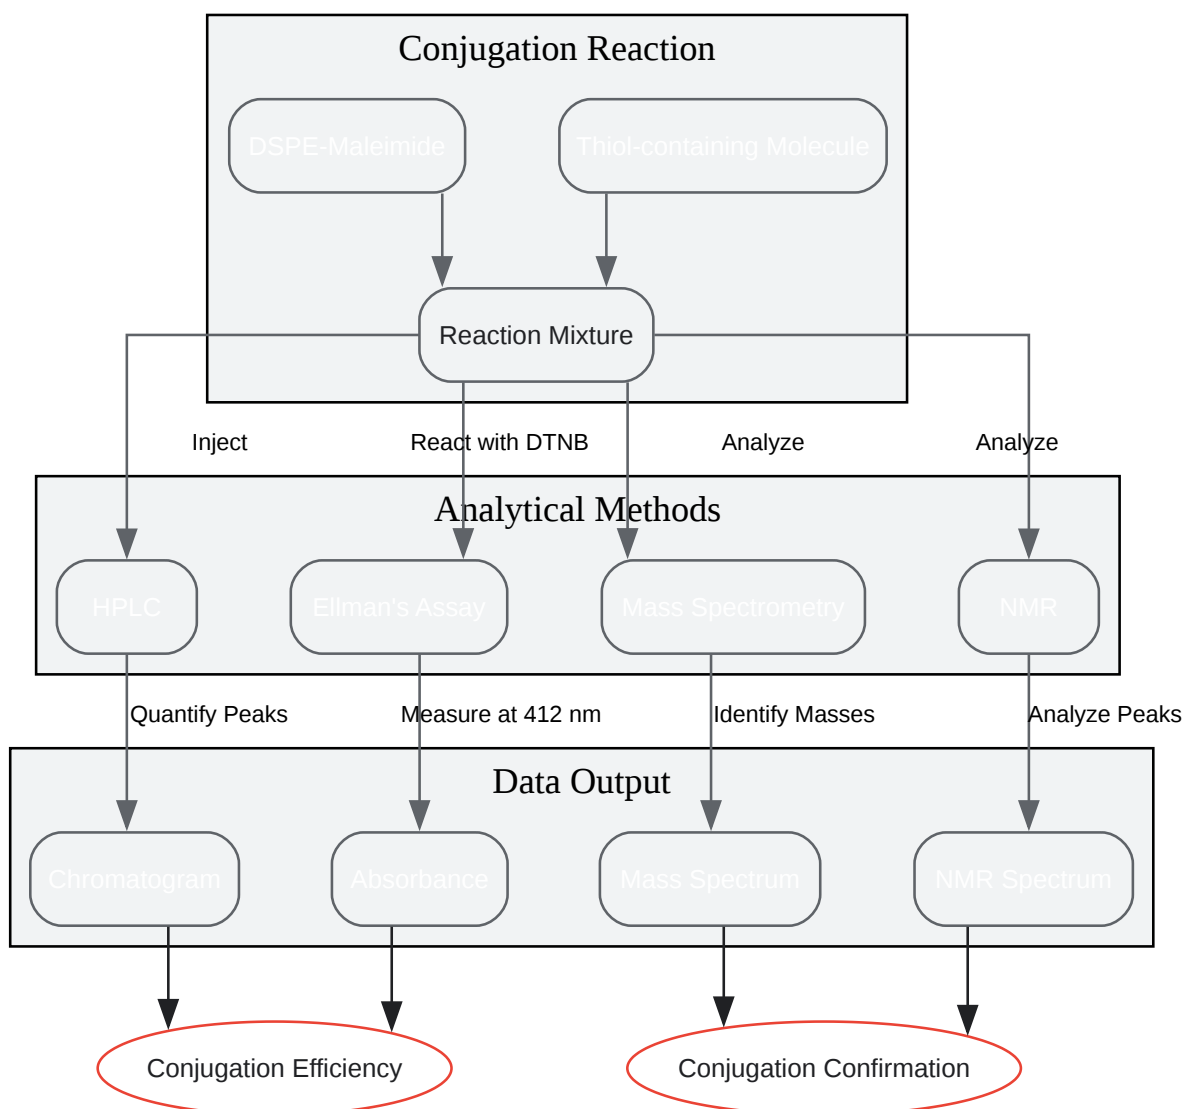 Conjugation Reaction
DSPE-Maleimide
Thiol-containing Molecule
Reaction Mixture
Inject
React with DTNB
Analyze
Analyze
Analytical Methods
HPLC
Ellman's Assay
Mass Spectrometry
NMR
Quantify Peaks
Measure at 412 nm
Identify Masses
Analyze Peaks
Data Output
Chromatogram
Absorbance
Mass Spectrum
NMR Spectrum
Conjugation Efficiency
Conjugation Confirmation